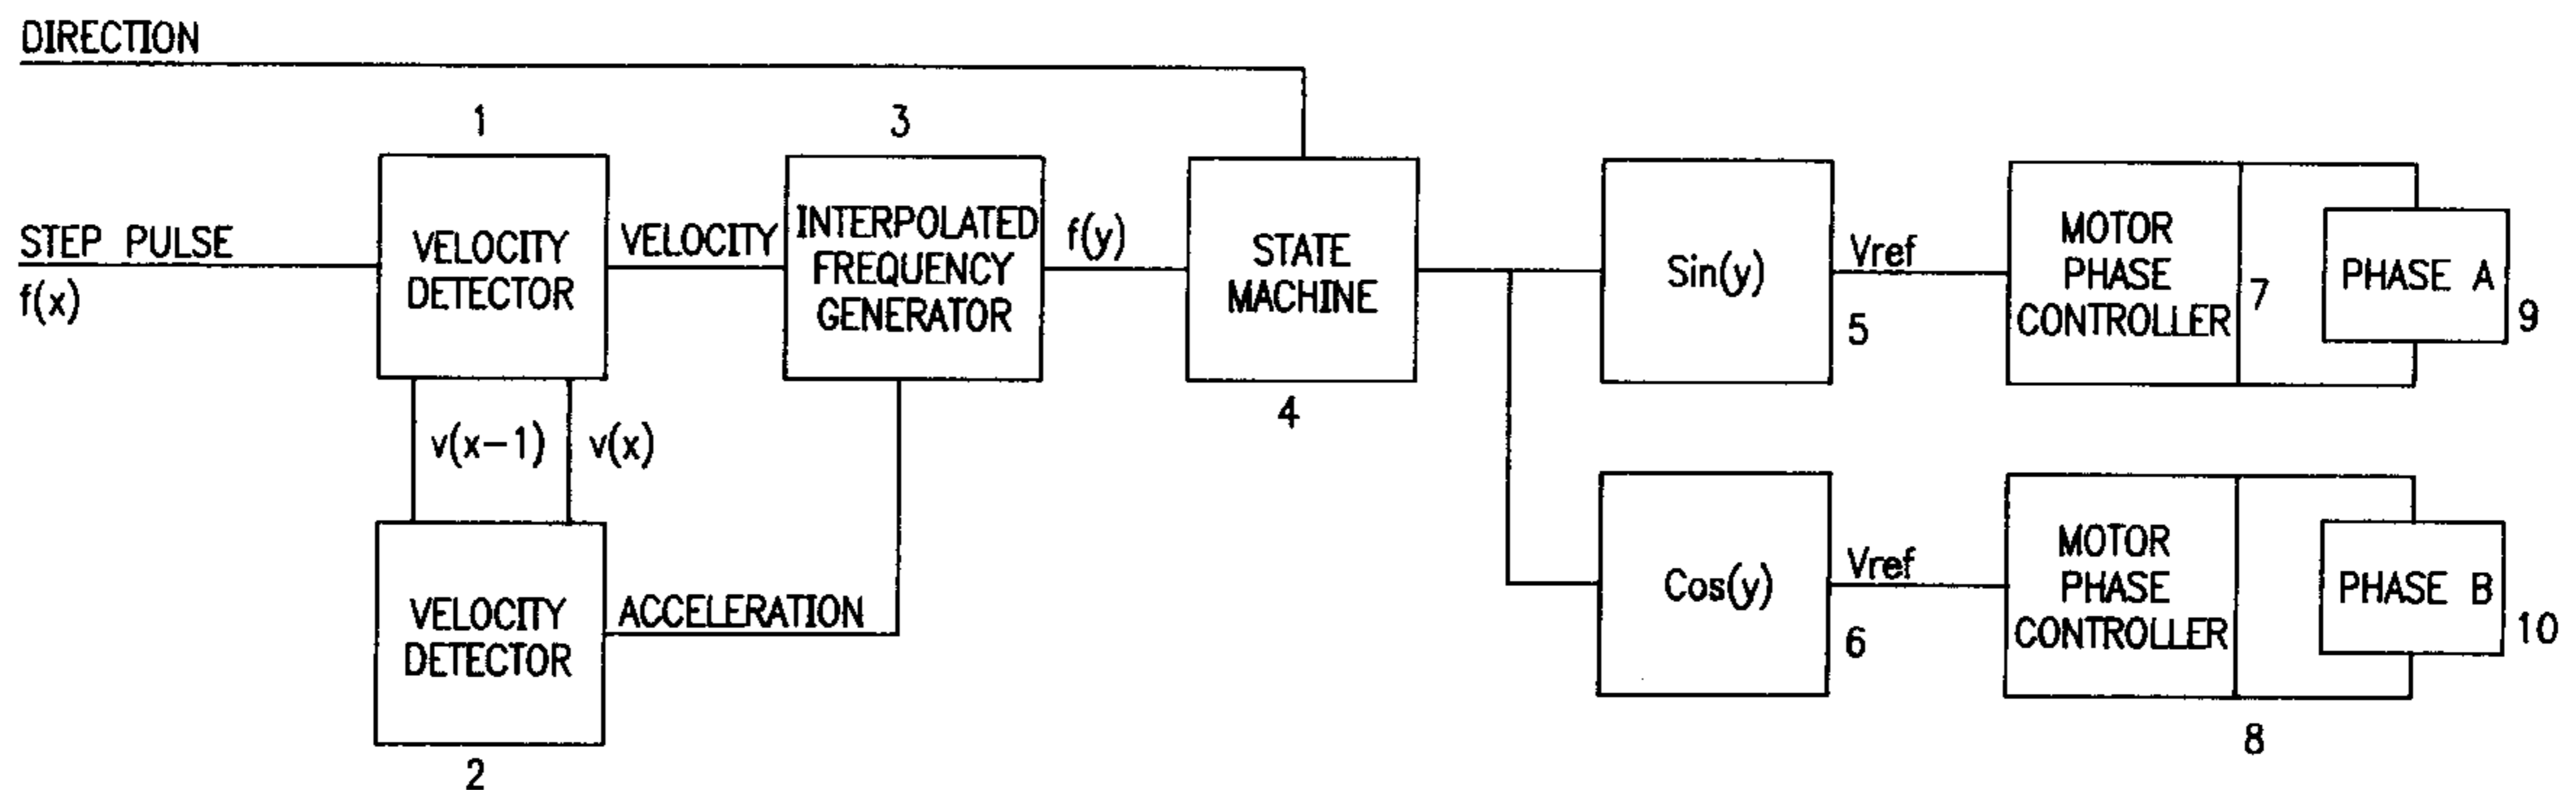 DIRECTION
1
3
STEP PULSE
f(x)
VELOCITY
DETECTOR
VELOCITY
INTERPOLATED
FREQUENCY
GENERATOR
f(y)
STATE
MACHINE
4
Sin(y)
Vref
5
MOTOR
PHASE
CONTROLLER
7
PHASE A
9
v(x-1)
v(x)
VELOCITY
DETECTOR
2
ACCELERATION
Cos(y)
Vref
6
MOTOR
PHASE
CONTROLLER
8
PHASE B
10